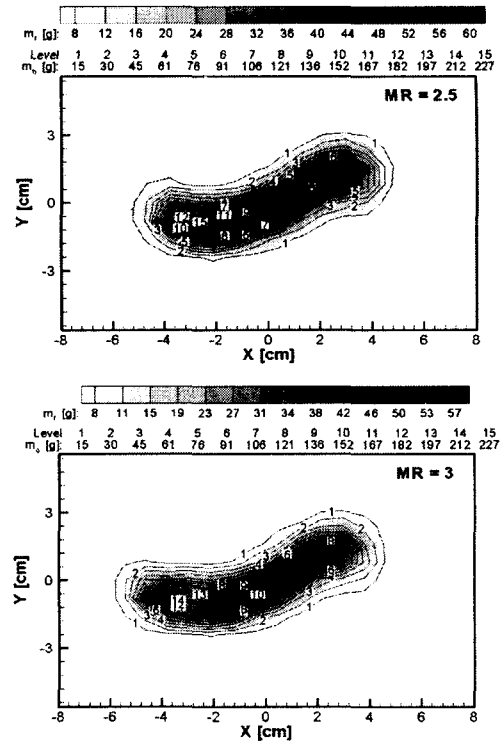 m_f [g]: 8 12 16 20 24 28 32 36 40 44 48 52 56 60
Level 1 2 3 4 5 6 7 8 9 10 11 12 13 14 15
m_o [g]: 15 30 45 61 76 91 106 121 136 152 167 182 197 212 227
MR = 2.5
Y [cm]
3
0
-3
-8 -6 -4 -2 0 2 4 6 8
X [cm]
m_f [g]: 8 11 15 19 23 27 31 34 38 42 46 50 53 57
Level 1 2 3 4 5 6 7 8 9 10 11 12 13 14 15
m_o [g]: 15 30 45 61 76 91 106 121 136 152 167 182 197 212 227
MR = 3
Y [cm]
3
0
-3
-8 -6 -4 -2 0 2 4 6 8
X [cm]